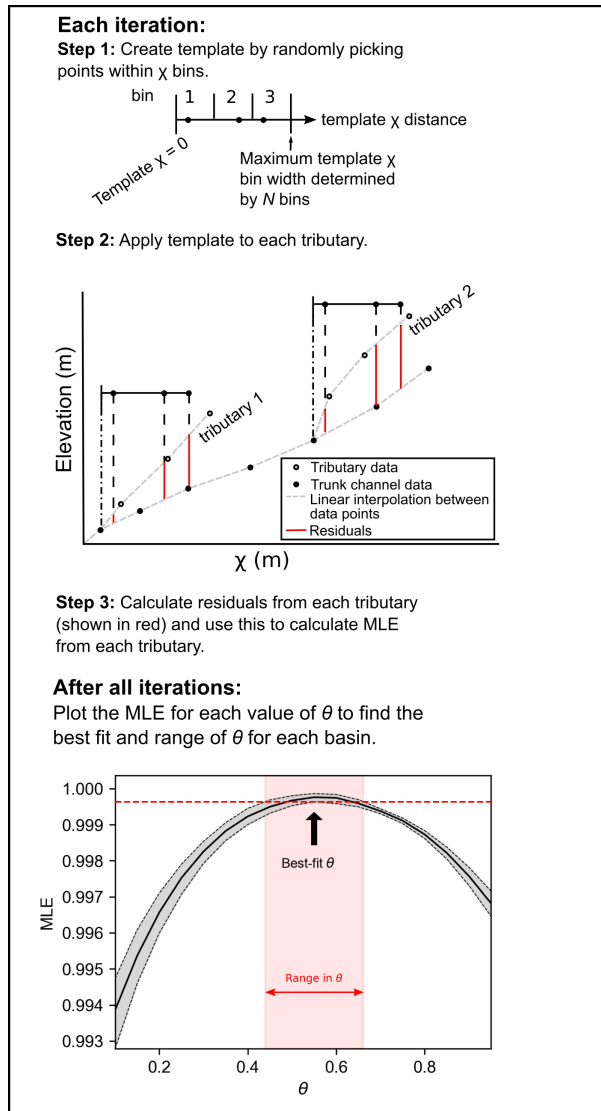 Each iteration:
Step 1: Create template by randomly picking
points within χ bins.
bin 1 2 3
template χ distance
Template χ = 0
Maximum template χ
bin width determined
by N bins
Step 2: Apply template to each tributary.
Elevation (m)
tributary 1
tributary 2
Tributary data
Trunk channel data
Linear interpolation between
data points
Residuals
χ (m)
Step 3: Calculate residuals from each tributary
(shown in red) and use this to calculate MLE
from each tributary.
After all iterations:
Plot the MLE for each value of θ to find the
best fit and range of θ for each basin.
MLE
1.000
0.999
0.998
0.997
0.996
0.995
0.994
0.993
Best-fit θ
Range in θ
0.2 0.4 0.6 0.8
θ